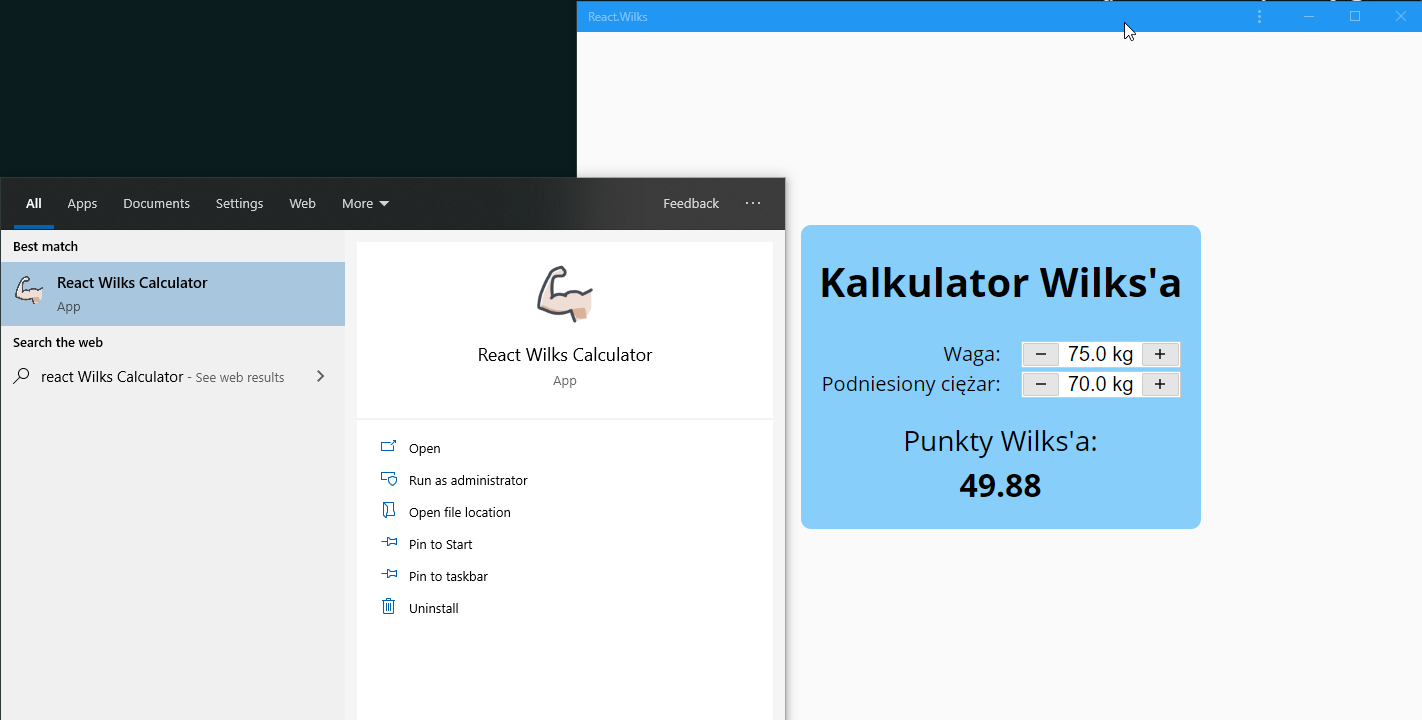 React.Wilks
All Apps Documents Settings Web More Feedback ...
Best match
React Wilks Calculator
App
Search the web
react Wilks Calculator - See web results
React Wilks Calculator
App
Open
Run as administrator
Open file location
Pin to Start
Pin to taskbar
Uninstall
Kalkulator Wilks'a
Waga: − 75.0 kg +
Podniesiony ciężar: − 70.0 kg +
Punkty Wilks'a:
49.88